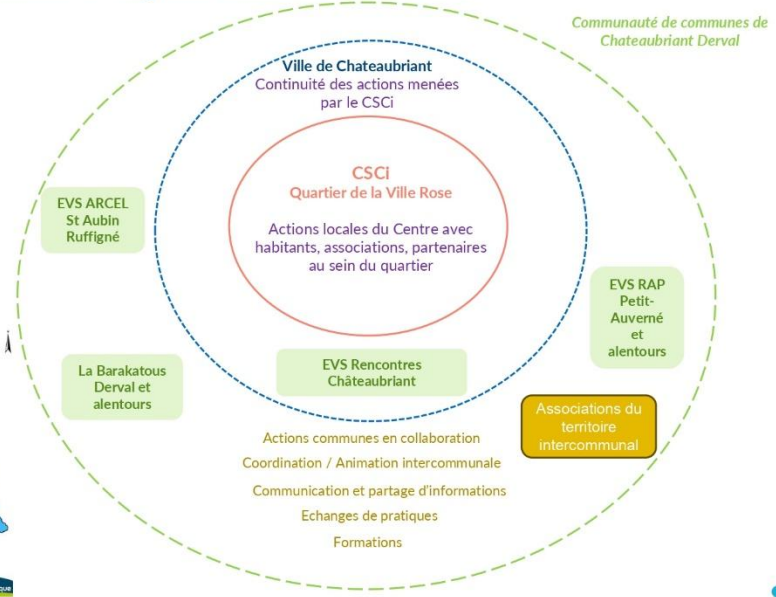 Communauté de communes de
Chateaubriant Derval
Ville de Chateaubriant
Continuité des actions menées
par le CSCi
CSCi
Quartier de la Ville Rose
Actions locales du Centre avec
habitants, associations, partenaires
au sein du quartier
EVS ARCEL
St Aubin
Ruffigné
EVS RAP
Petit-
Auverné
et
alentours
La Barakatous
Derval et
alentours
EVS Rencontres
Châteaubriant
Associations du
territoire
intercommunal
Actions communes en collaboration
Coordination / Animation intercommunale
Communication et partage d'informations
Echanges de pratiques
Formations